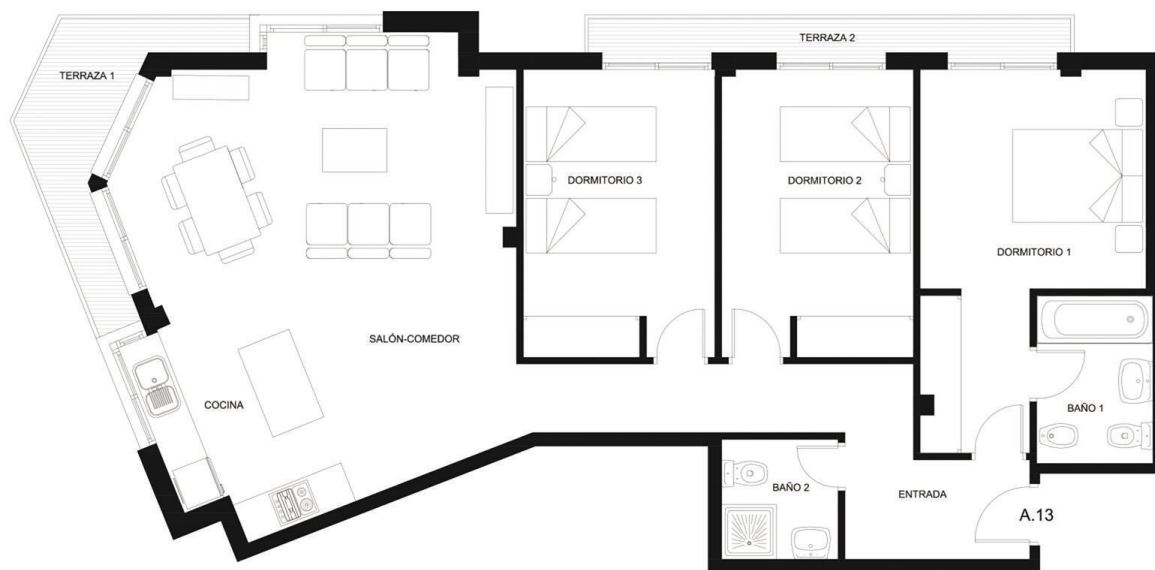 TERRAZA 2
TERRAZA 1
DORMITORIO 3
DORMITORIO 2
DORMITORIO 1
SALÓN-COMEDOR
COCINA
BAÑO 1
BAÑO 2
ENTRADA
A.13